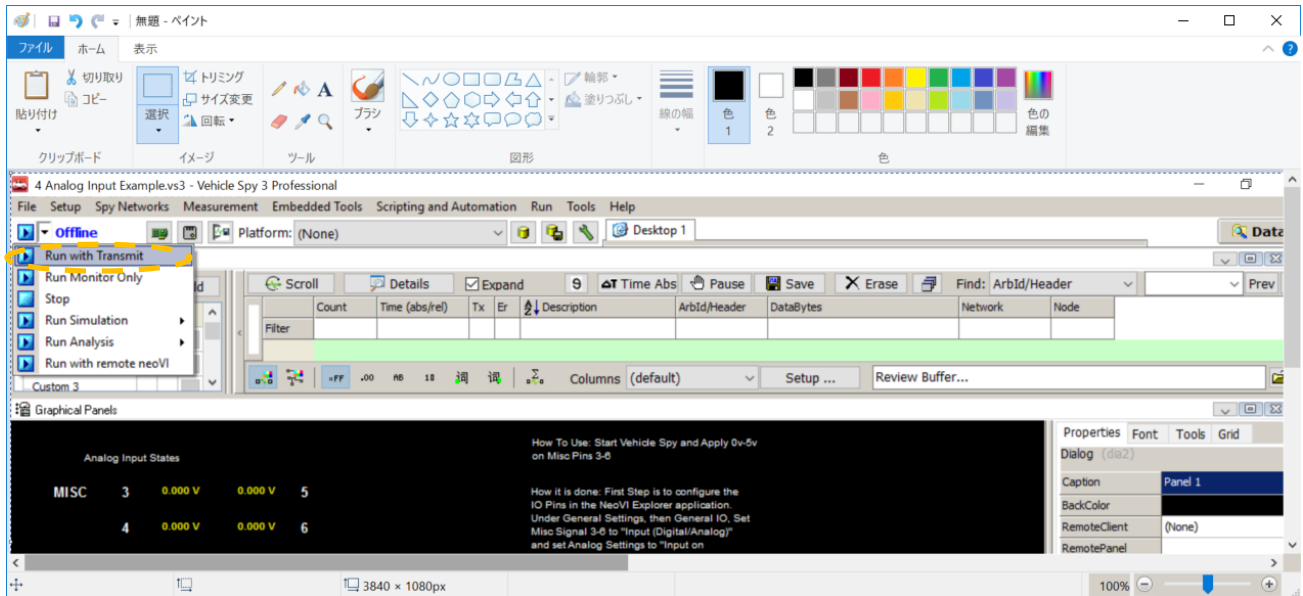 無題 - ペイント
ファイル ホーム 表示
貼り付け
切り取り
コピー
クリップボード
選択
トリミング
サイズ変更
回転
イメージ
A
ツール
ブラシ
輪郭
塗りつぶし
図形
線の幅
色
1
色
2
色の
編集
色
4 Analog Input Example.vs3 - Vehicle Spy 3 Professional
File Setup Spy Networks Measurement Embedded Tools Scripting and Automation Run Tools Help
Offline Platform: (None) Desktop 1 Data
Run with Transmit
Run Monitor Only
Stop
Run Simulation
Run Analysis
Run with remote neoVI
Custom 3
Scroll Details Expand 9 ΔT Time Abs Pause Save Erase Find: ArbId/Header Prev
Count Time (abs/rel) Tx Er Description ArbId/Header DataBytes Network Node
Filter
=FF .00 AB 10 词 词 Σ Columns (default) Setup ... Review Buffer...
Graphical Panels
Analog Input States
MISC 3 0.000 V 0.000 V 5
4 0.000 V 0.000 V 6
How To Use: Start Vehicle Spy and Apply 0v-5v
on Misc Pins 3-6
How it is done: First Step is to configure the
IO Pins in the NeoVI Explorer application.
Under General Settings, then General IO, Set
Misc Signal 3-6 to "Input (Digital/Analog)"
and set Analog Settings to "Input on
Properties Font Tools Grid
Dialog (dia2)
Caption Panel 1
BackColor
RemoteClient (None)
RemotePanel
3840 × 1080px
100%